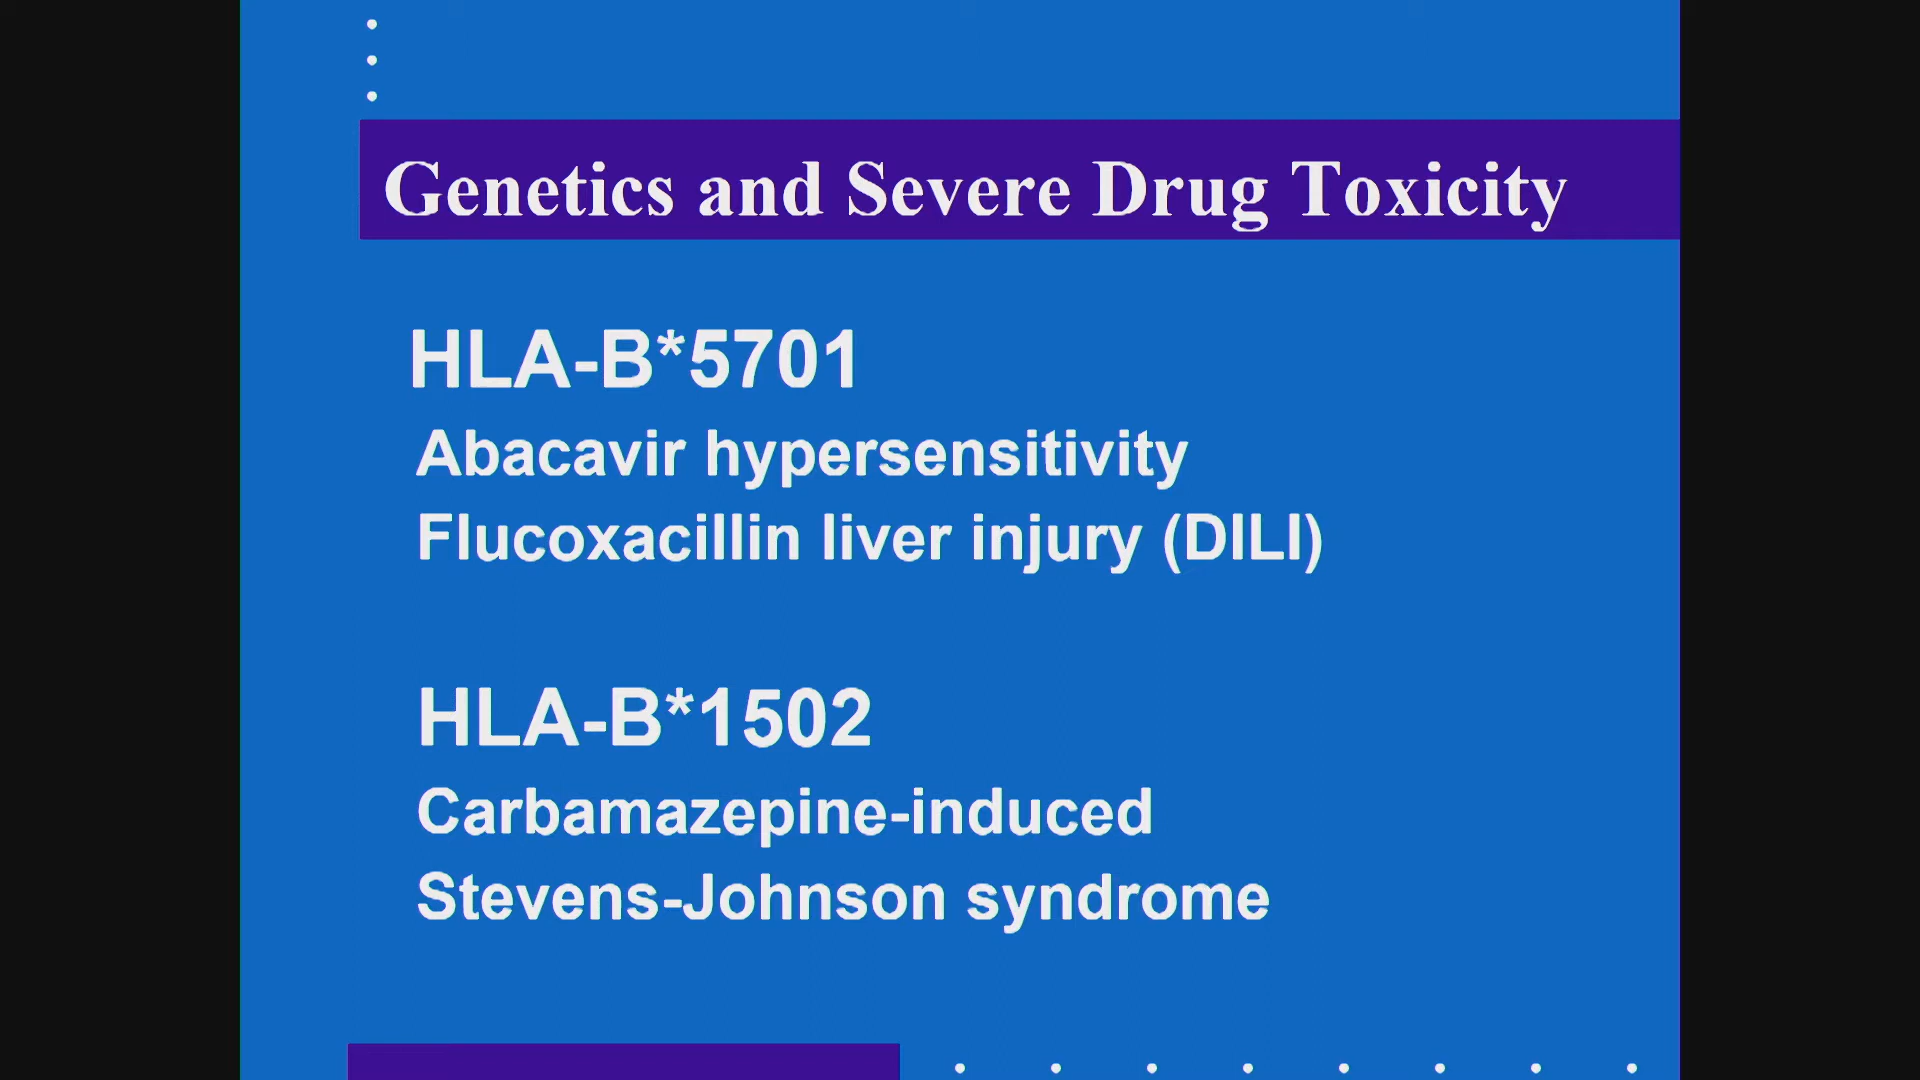 Genetics and Severe Drug Toxicity
HLA-B*5701
Abacavir hypersensitivity
Flucoxacillin liver injury (DILI)
HLA-B*1502
Carbamazepine-induced
Stevens-Johnson syndrome